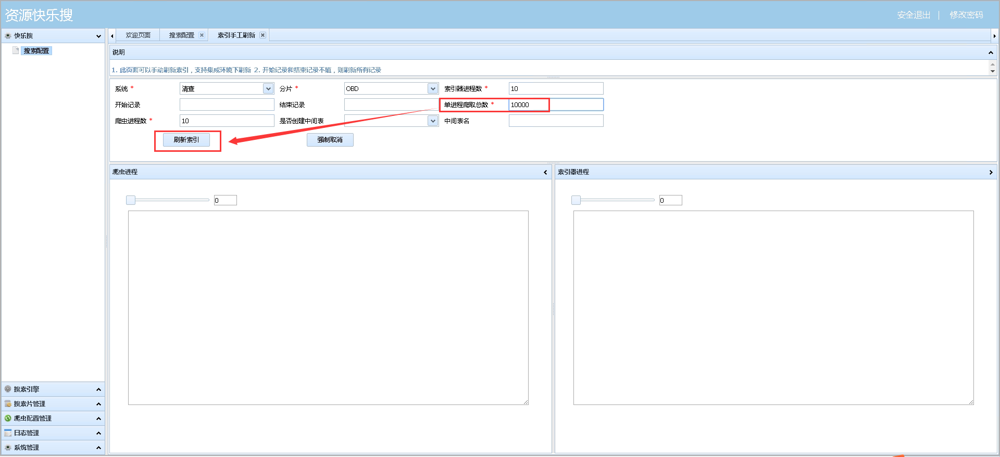 资源快乐搜
安全退出 | 修改密码
快乐搜
欢迎页面 搜索配置 索引手工刷新
搜索配置
说明
1. 此页面可以手动刷新索引，支持集成环境下刷新 2. 开始记录和结束记录不填，则刷新所有记录
系统 * 清查 分片 * OBD 索引器进程数 * 10
开始记录 结束记录 单进程爬取总数 * 10000
爬虫进程数 * 10 是否创建中间表 中间表名
刷新索引 强制取消
爬虫进程 索引器进程
0 0
搜索引擎
搜索片管理
爬虫配置管理
日志管理
系统管理